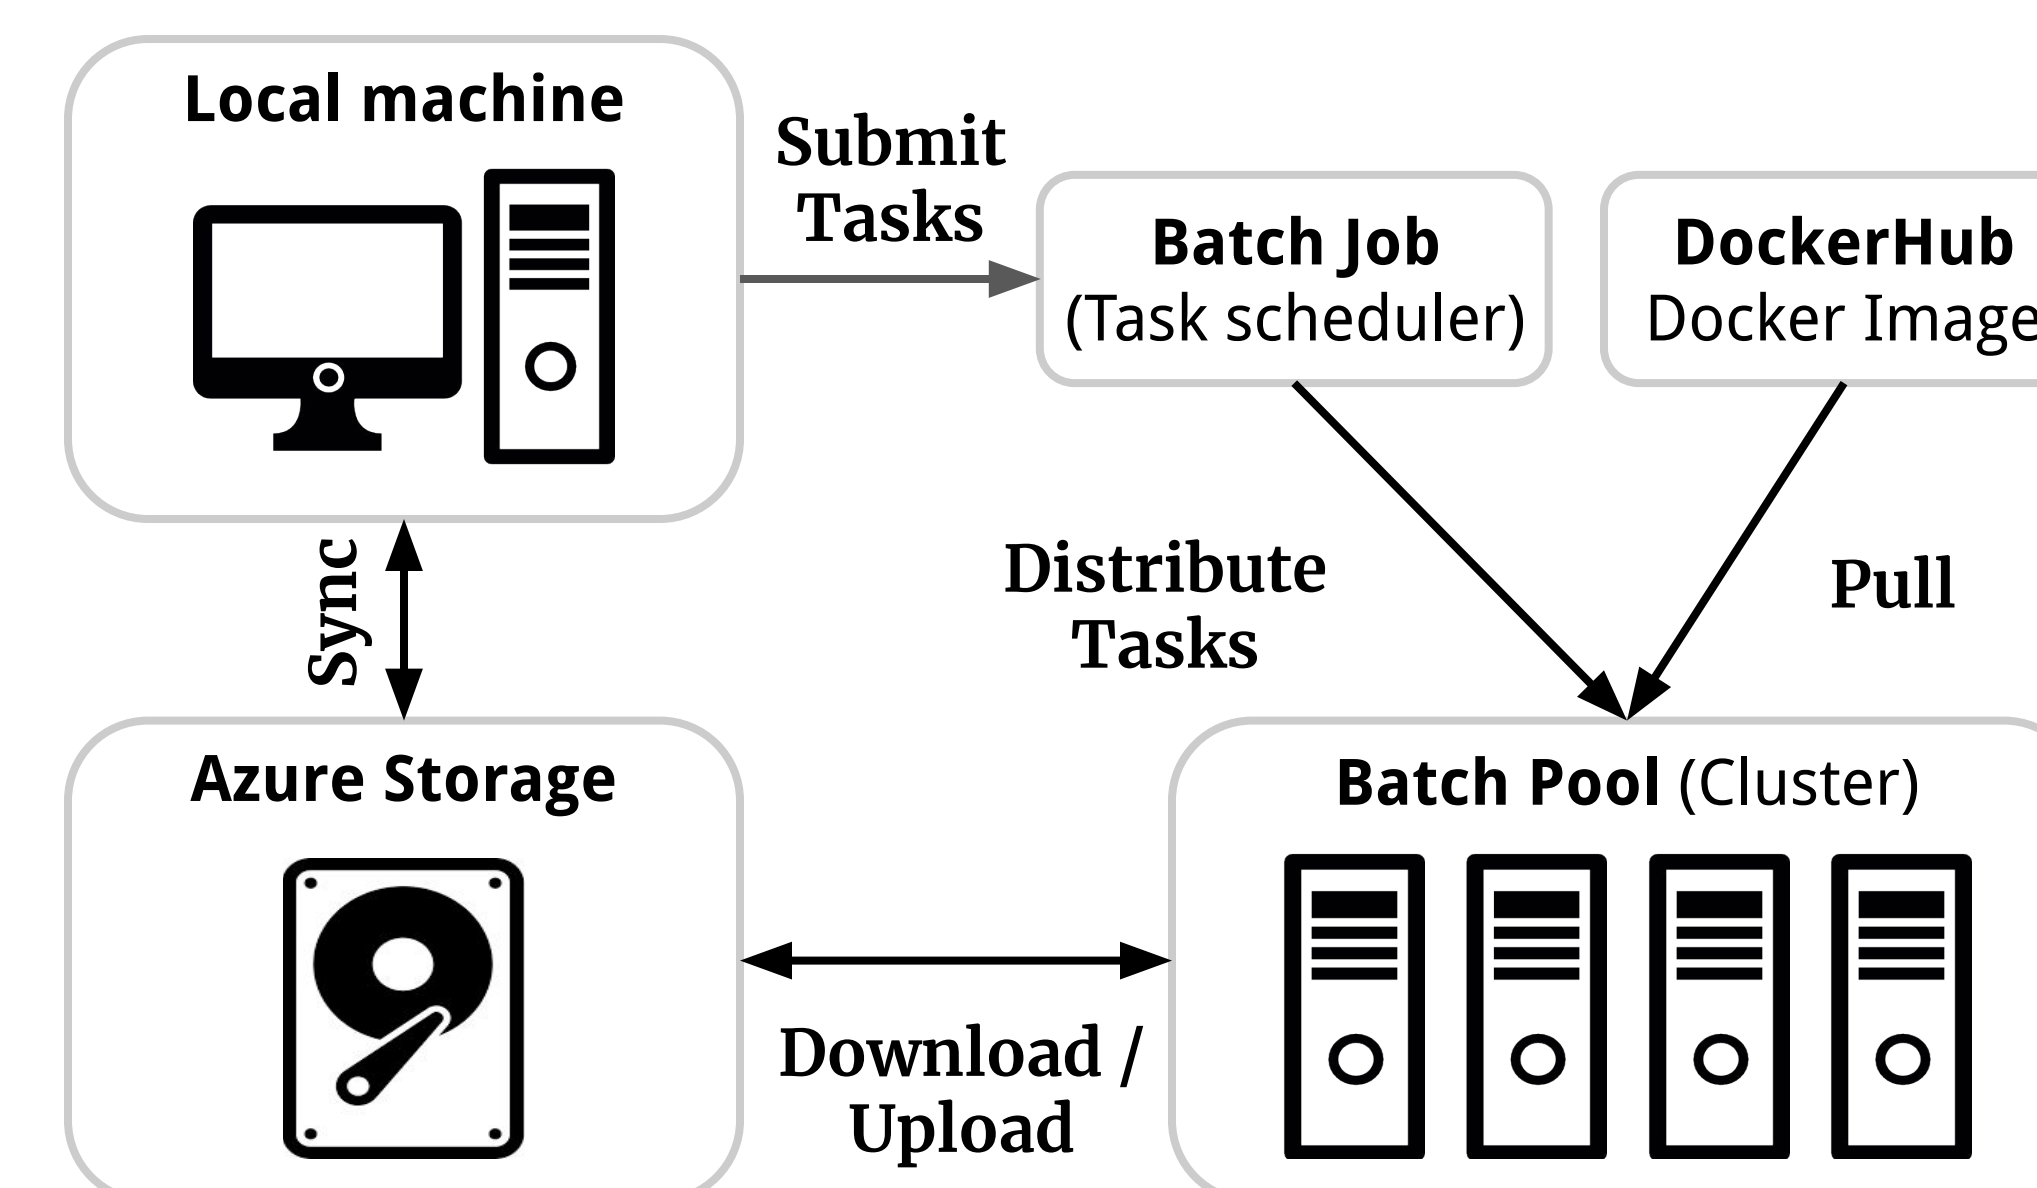 Local machine
Submit
Tasks
Batch Job
(Task scheduler)
DockerHub
Docker Image
Sync
Distribute
Tasks
Pull
Azure Storage
Batch Pool (Cluster)
Download /
Upload